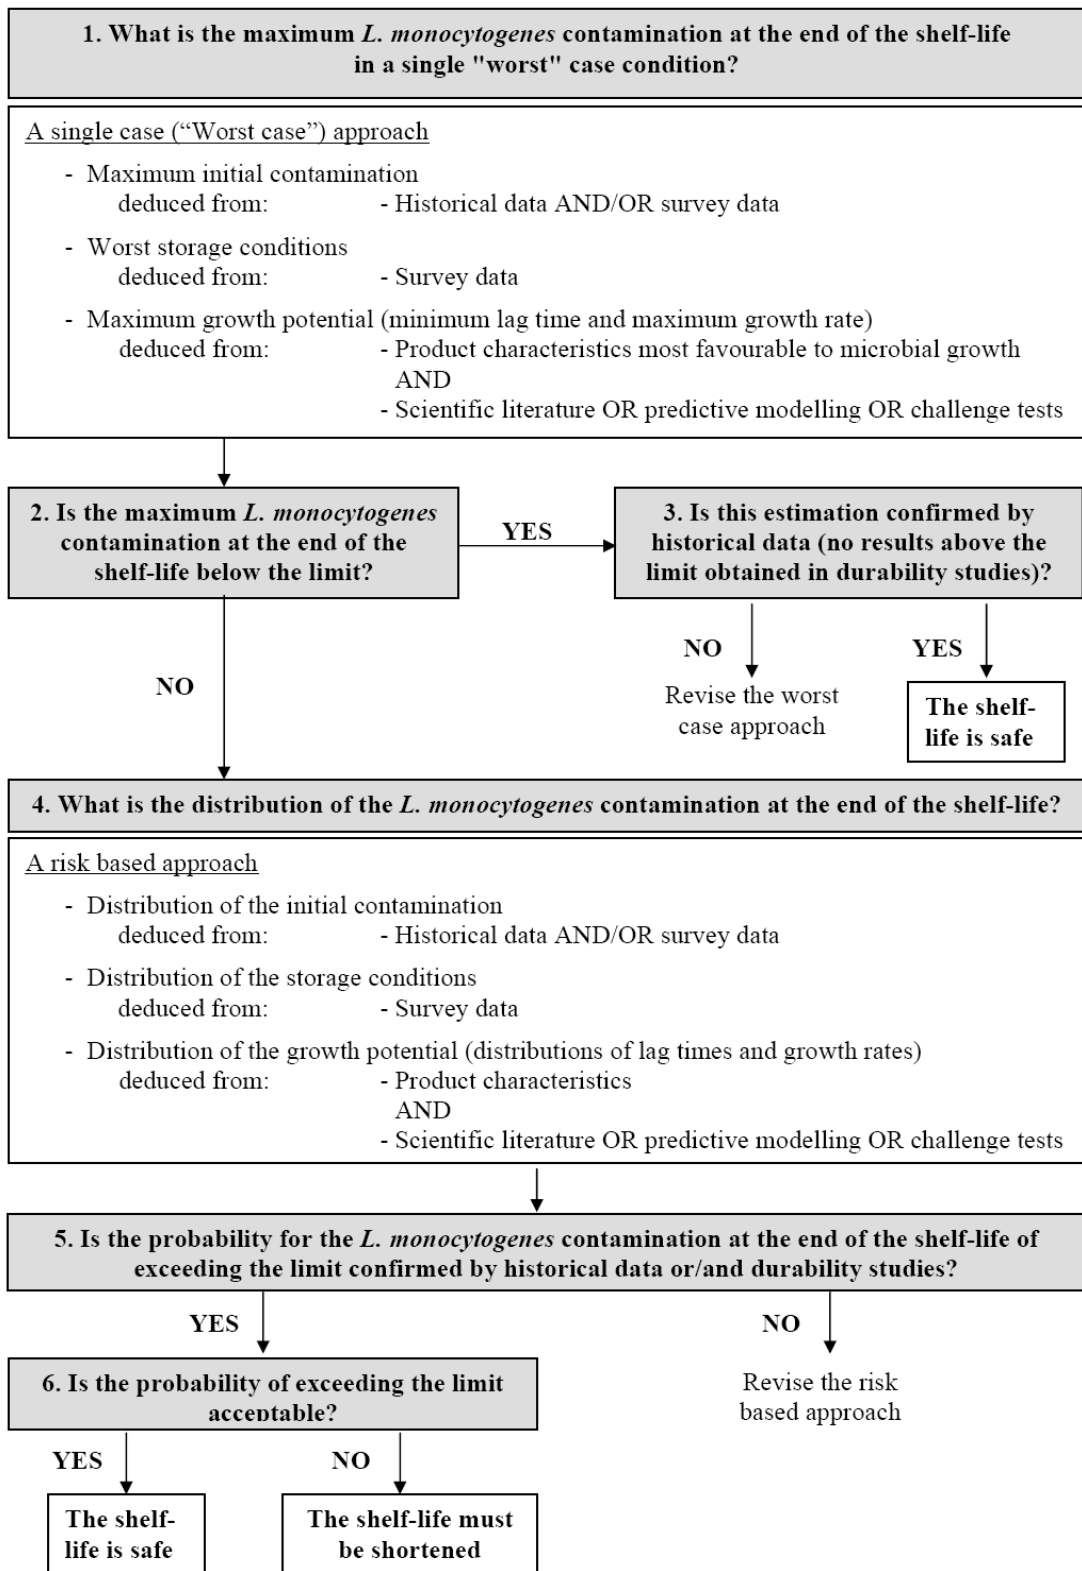 1. What is the maximum L. monocytogenes contamination at the end of the shelf-life
in a single "worst" case condition?
A single case (“Worst case”) approach
- Maximum initial contamination
deduced from: - Historical data AND/OR survey data
- Worst storage conditions
deduced from: - Survey data
- Maximum growth potential (minimum lag time and maximum growth rate)
deduced from: - Product characteristics most favourable to microbial growth
AND
- Scientific literature OR predictive modelling OR challenge tests
2. Is the maximum L. monocytogenes
contamination at the end of the
shelf-life below the limit?
YES
3. Is this estimation confirmed by
historical data (no results above the
limit obtained in durability studies)?
NO
Revise the worst
case approach
YES
The shelf-
life is safe
NO
4. What is the distribution of the L. monocytogenes contamination at the end of the shelf-life?
A risk based approach
- Distribution of the initial contamination
deduced from: - Historical data AND/OR survey data
- Distribution of the storage conditions
deduced from: - Survey data
- Distribution of the growth potential (distributions of lag times and growth rates)
deduced from: - Product characteristics
AND
- Scientific literature OR predictive modelling OR challenge tests
5. Is the probability for the L. monocytogenes contamination at the end of the shelf-life of
exceeding the limit confirmed by historical data or/and durability studies?
YES
NO
6. Is the probability of exceeding the limit
acceptable?
Revise the risk
based approach
YES
NO
The shelf-
life is safe
The shelf-life must
be shortened